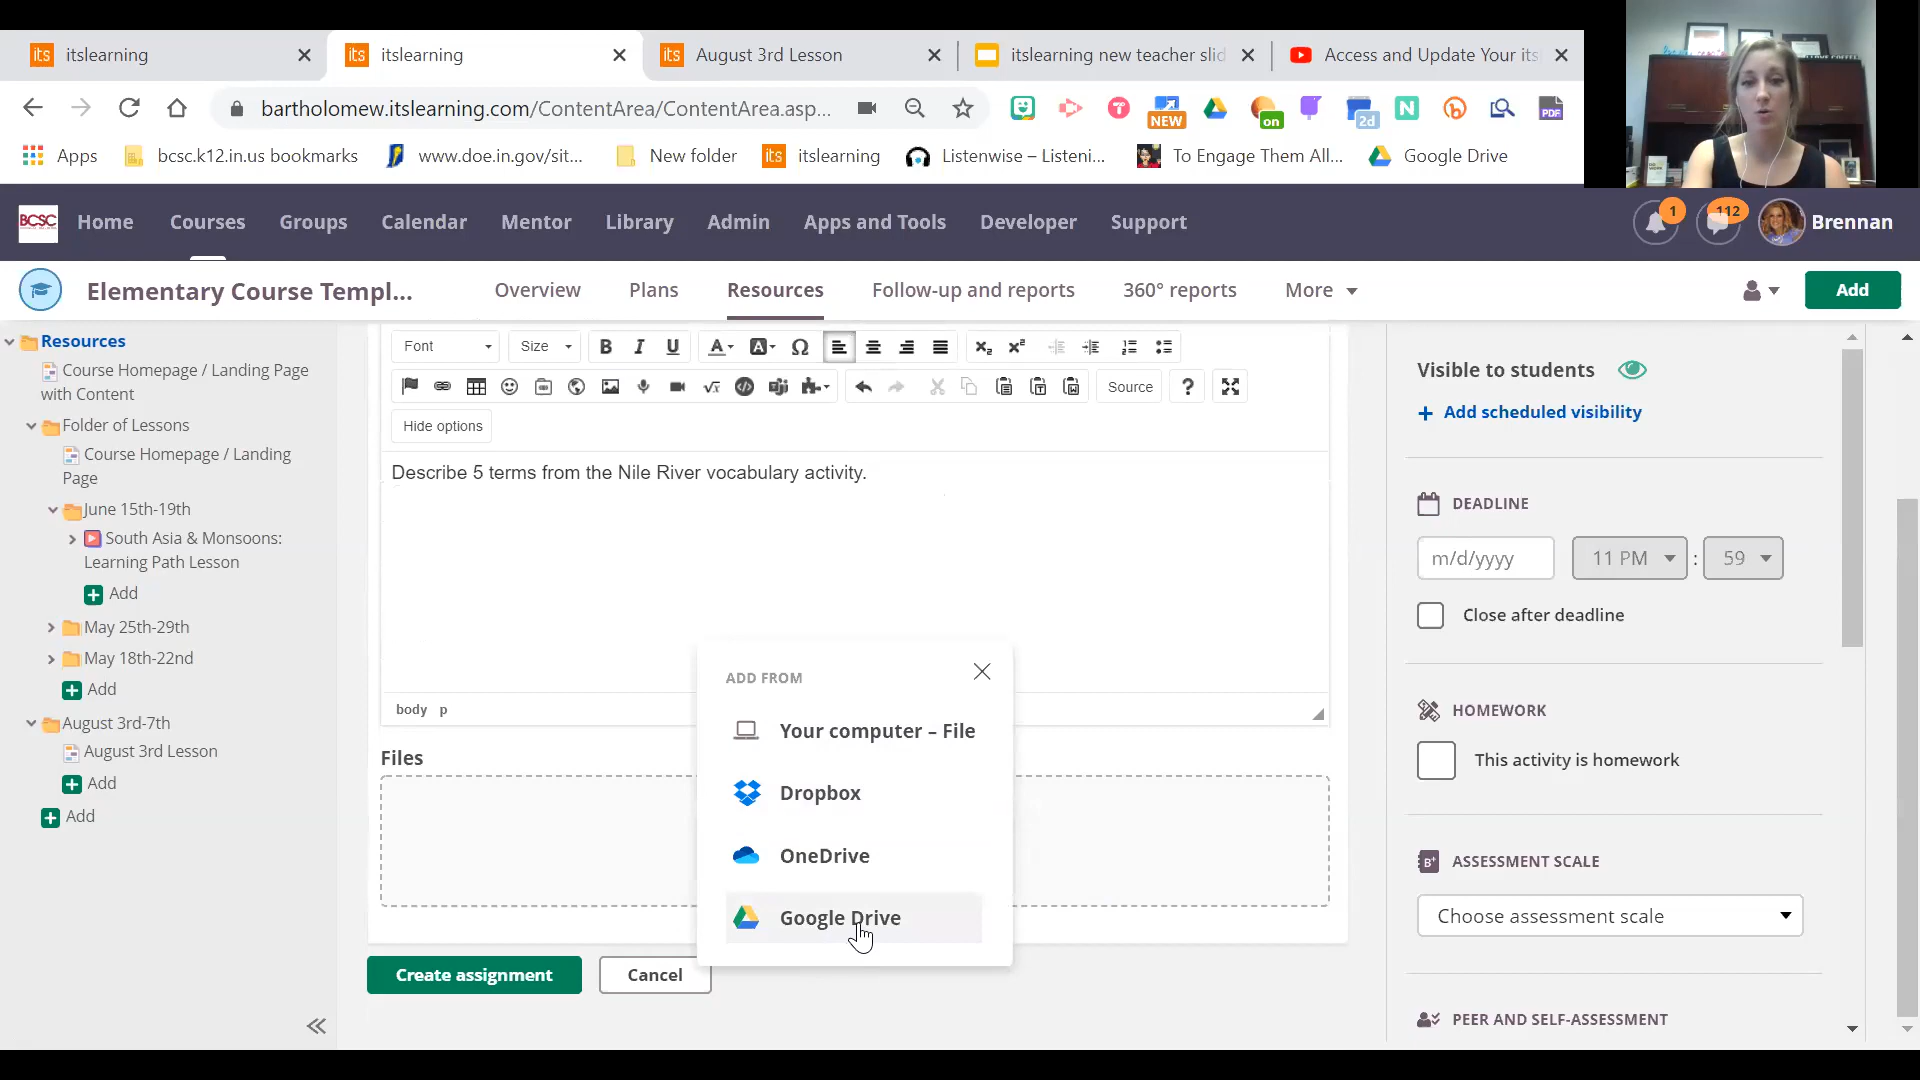 itslearning
itslearning
August 3rd Lesson
itslearning new teacher slid
Access and Update Your its
bartholomew.itslearning.com/ContentArea/ContentArea.asp...
NEW
on
2d
PDF
Apps
bcsc.k12.in.us bookmarks
www.doe.in.gov/sit...
New folder
its itslearning
Listenwise – Listeni...
To Engage Them All...
Google Drive
BCSC
Home
Courses
Groups
Calendar
Mentor
Library
Admin
Apps and Tools
Developer
Support
1
112
Brennan
Elementary Course Templ...
Overview
Plans
Resources
Follow-up and reports
360° reports
More
Add
Resources
Course Homepage / Landing Page
with Content
Folder of Lessons
Course Homepage / Landing
Page
June 15th-19th
South Asia & Monsoons:
Learning Path Lesson
Add
May 25th-29th
May 18th-22nd
Add
August 3rd-7th
August 3rd Lesson
Add
Add
Font
Size
Source
Hide options
Describe 5 terms from the Nile River vocabulary activity.
body p
Files
ADD FROM
Your computer – File
Dropbox
OneDrive
Google Drive
Create assignment
Cancel
Visible to students
Add scheduled visibility
DEADLINE
m/d/yyyy
11 PM : 59
Close after deadline
HOMEWORK
This activity is homework
ASSESSMENT SCALE
Choose assessment scale
PEER AND SELF-ASSESSMENT